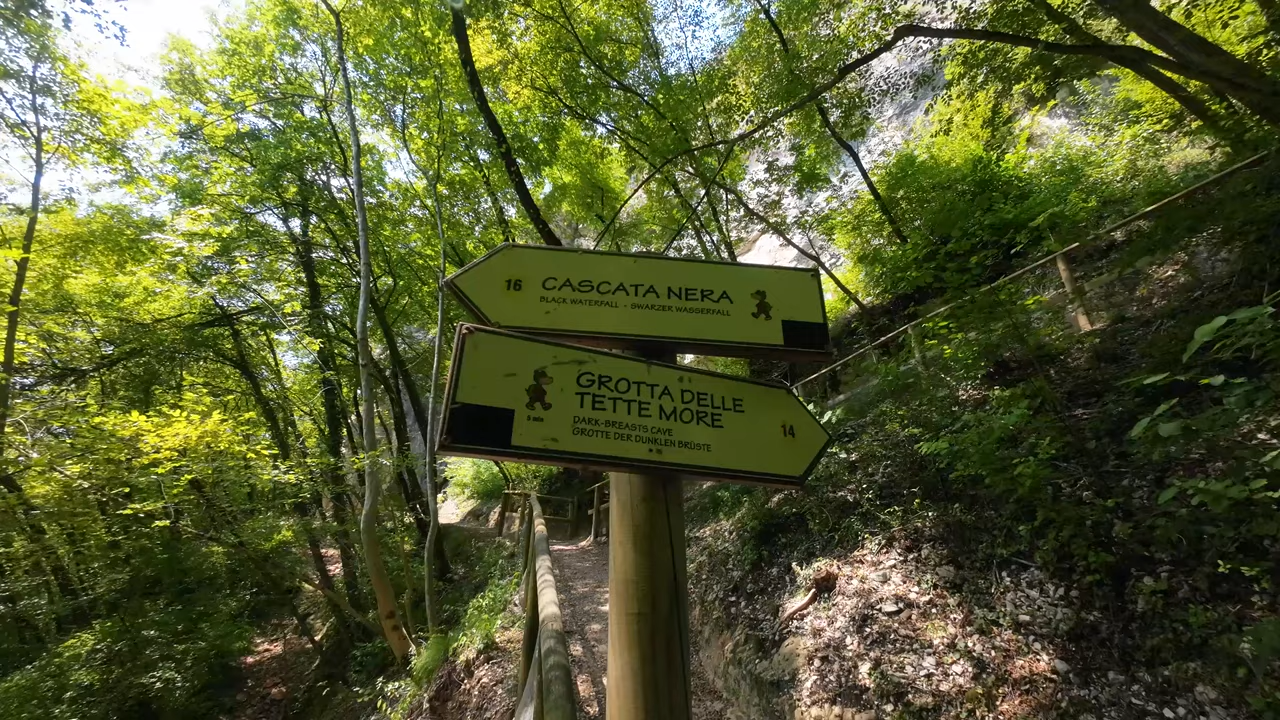 16 CASCATA NERA
BLACK WATERFALL - SWARZER WASSERFALL
GROTTA DELLE
TETTE MORE
DARK-BREASTS CAVE
GROTTE DER DUNKLEN BRÜSTE
14